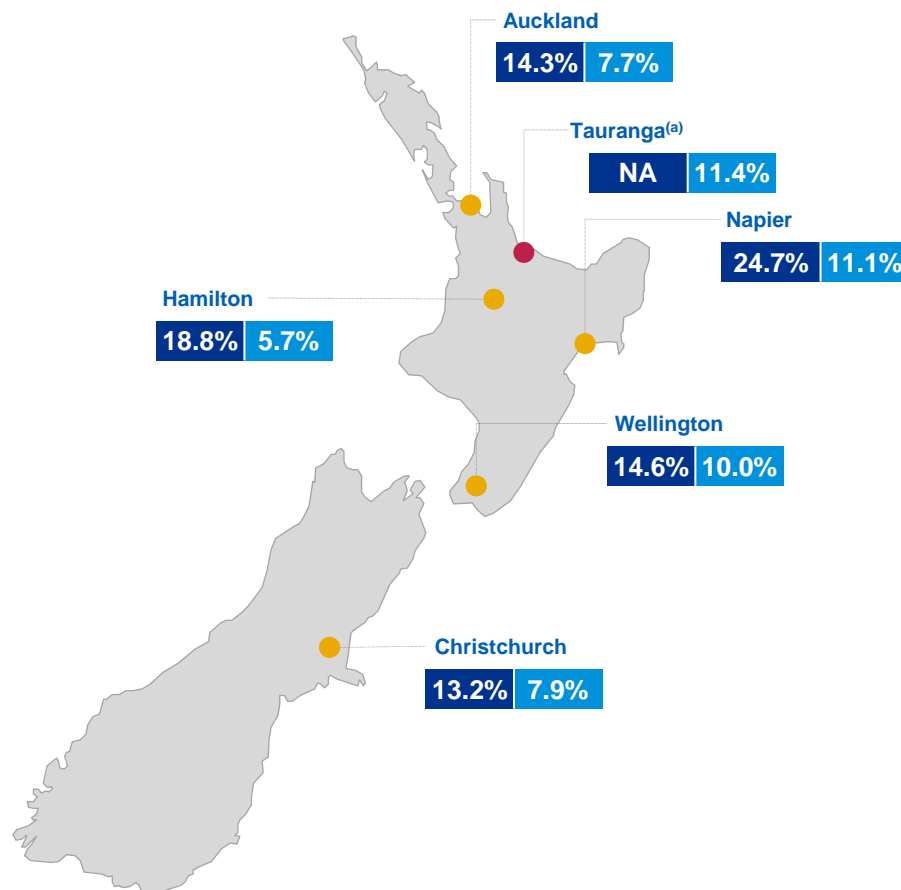 Auckland
14.3% 7.7%
Tauranga(a)
NA 11.4%
Napier
24.7% 11.1%
Hamilton
18.8% 5.7%
Wellington
14.6% 10.0%
Christchurch
13.2% 7.9%